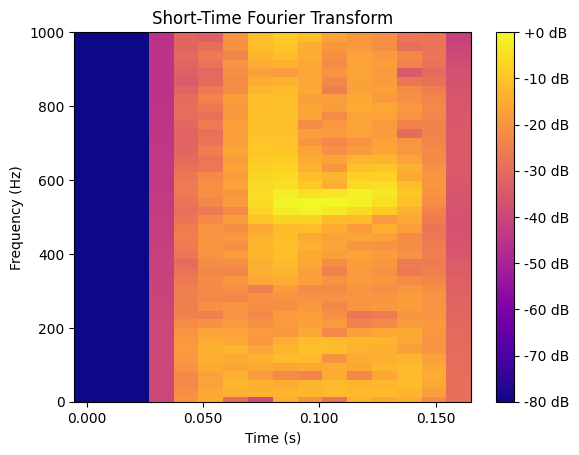 Short-Time Fourier Transform
Frequency (Hz)
1000
800
600
400
200
0
0.000
0.050
0.100
0.150
Time (s)
+0 dB
-10 dB
-20 dB
-30 dB
-40 dB
-50 dB
-60 dB
-70 dB
-80 dB